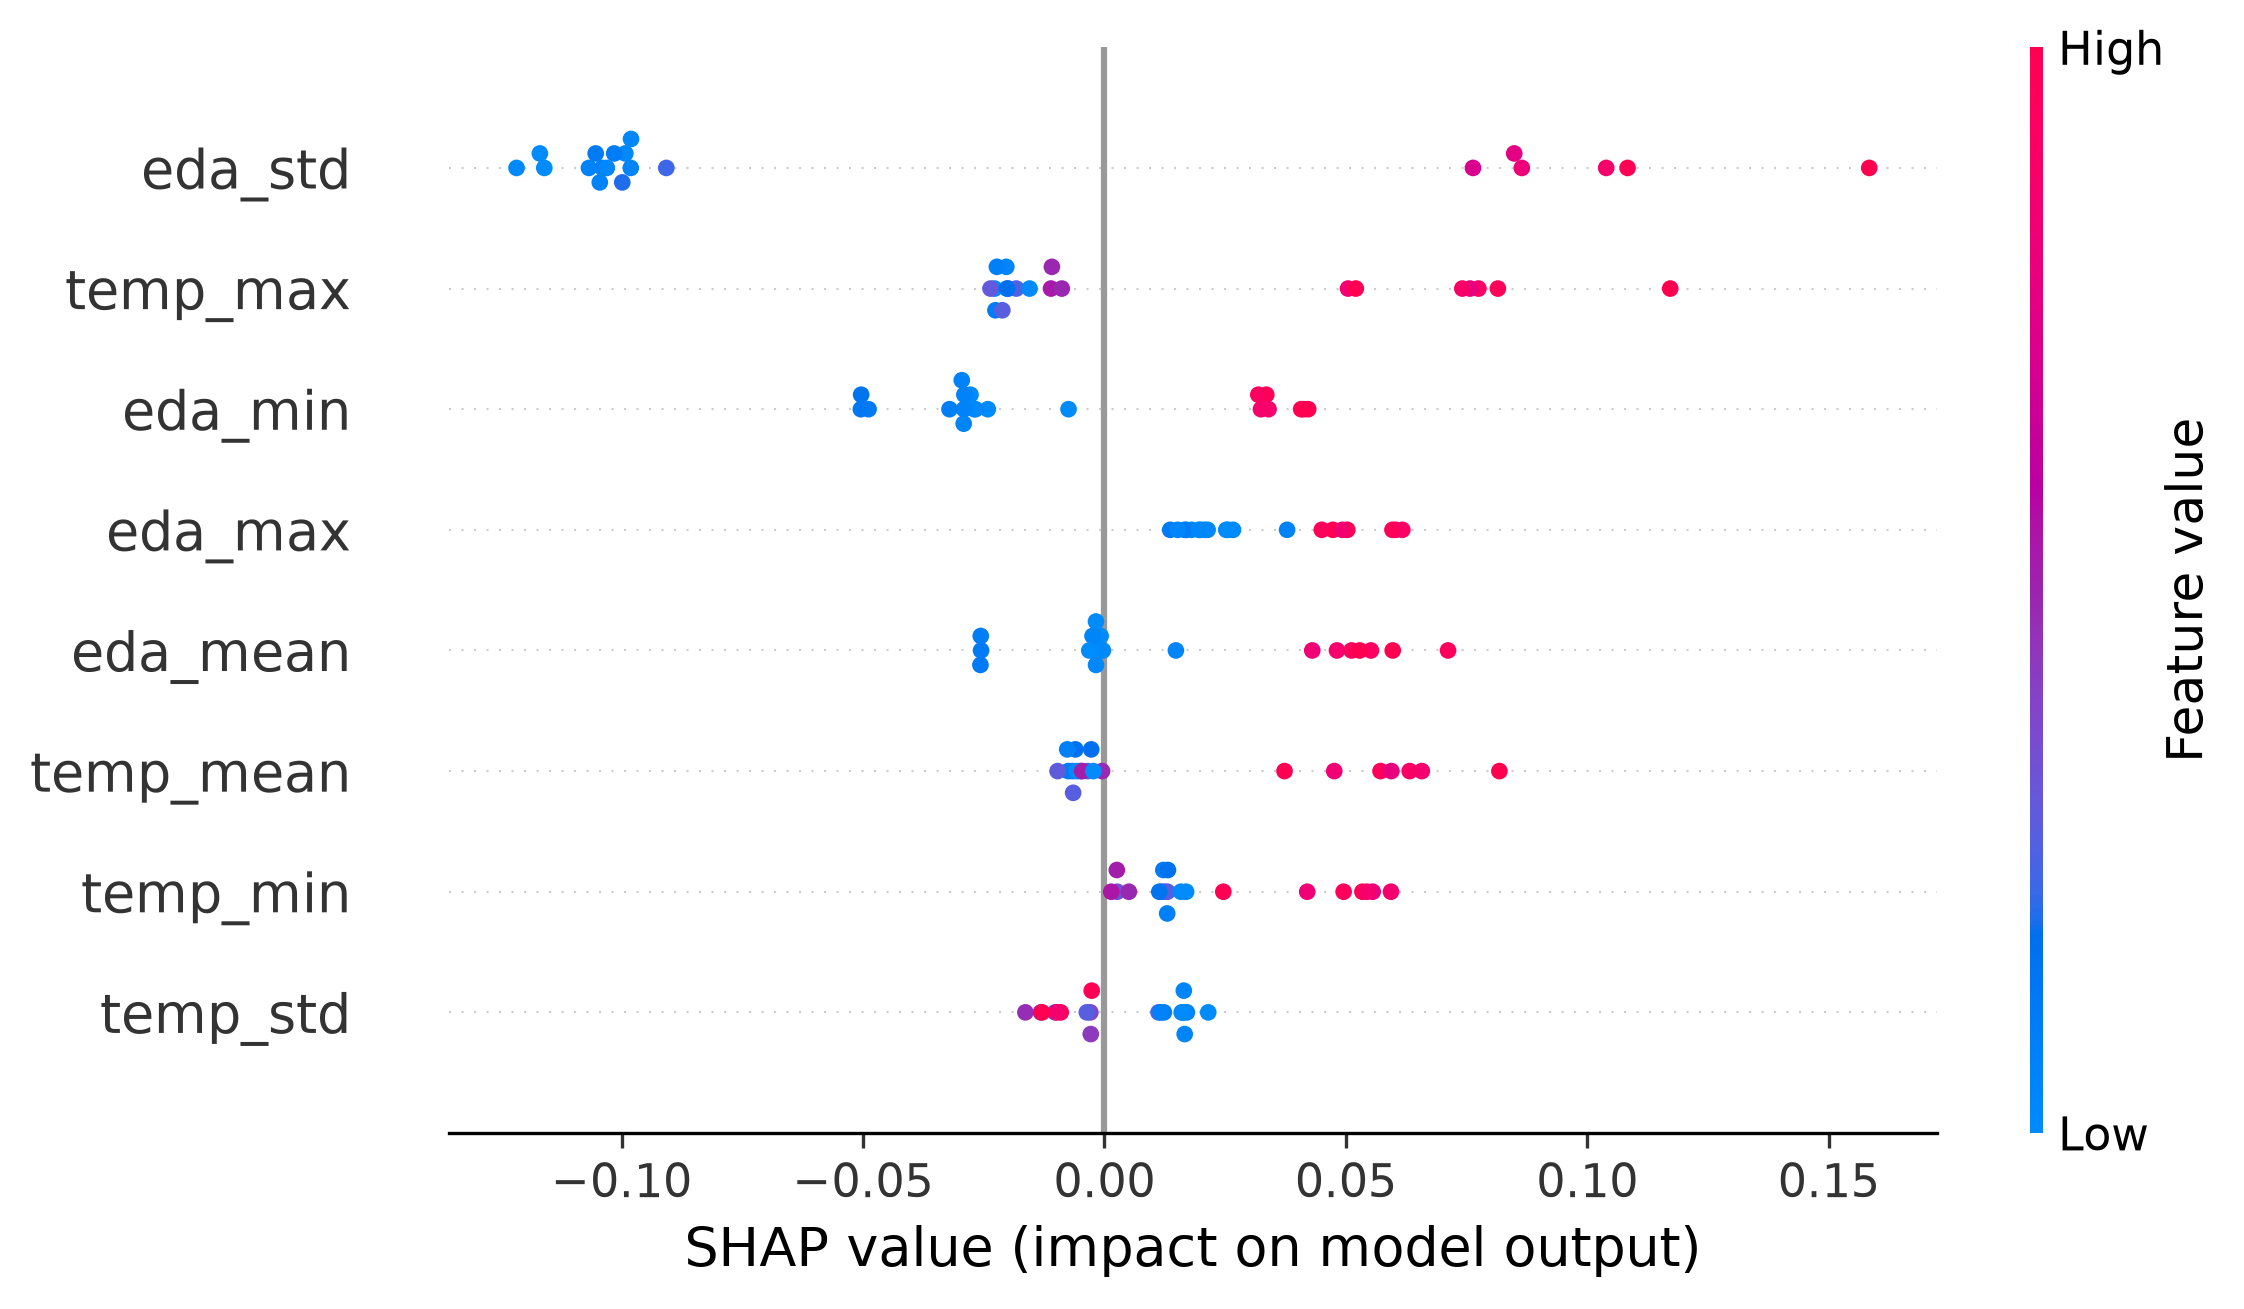 High
eda_std
temp_max
eda_min
eda_max
eda_mean
temp_mean
temp_min
temp_std
Feature value
Low
−0.10 −0.05 0.00 0.05 0.10 0.15
SHAP value (impact on model output)